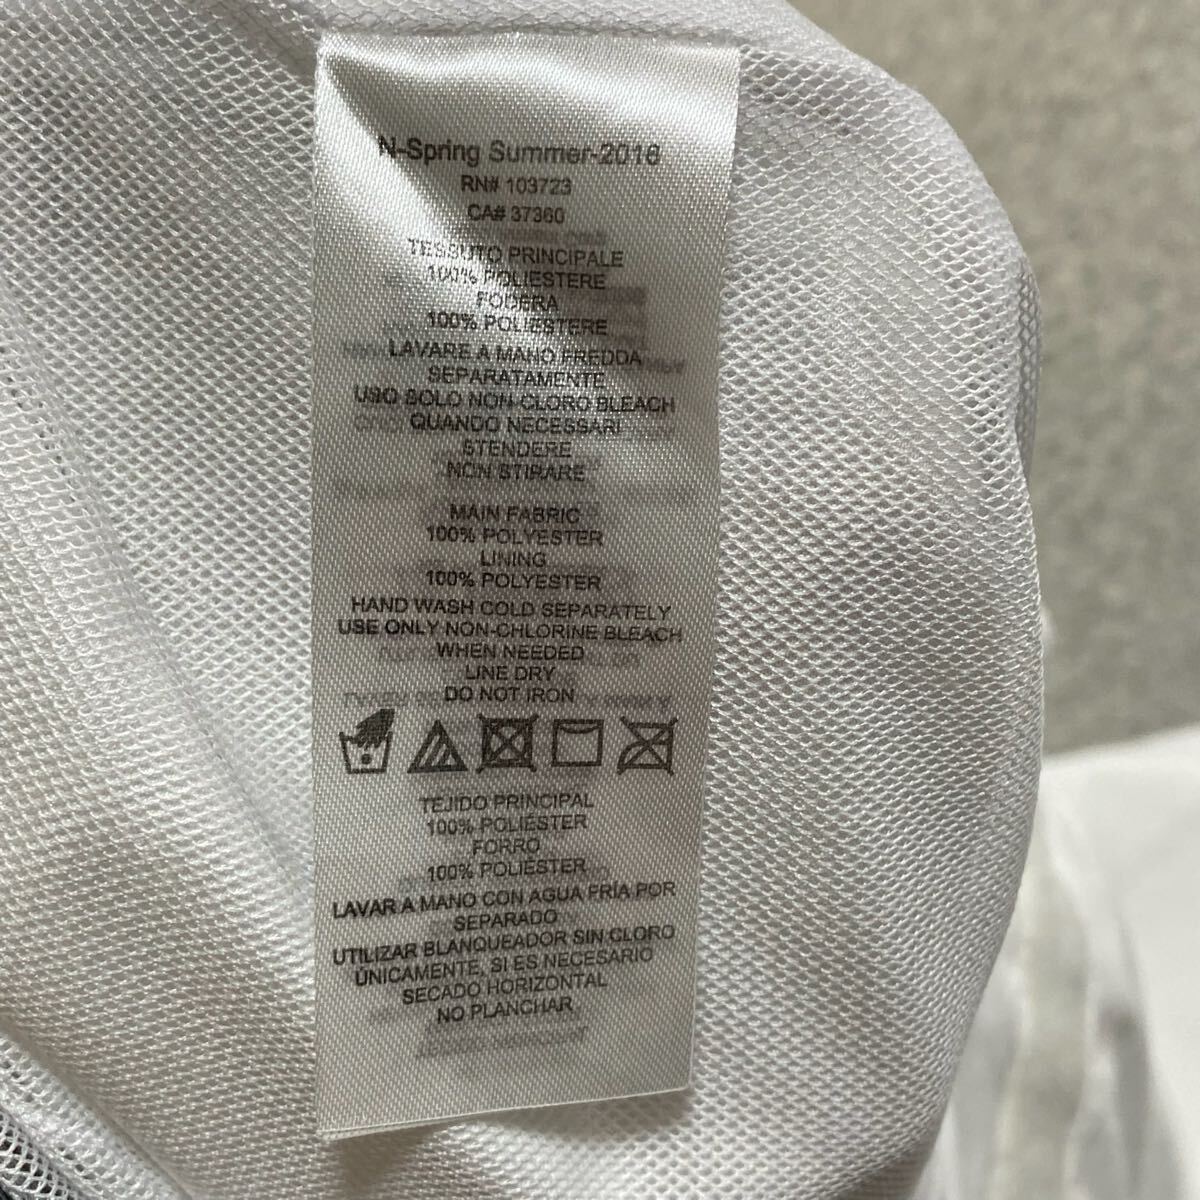 N-Spring Summer-2016
RN# 103723
CA# 37360
TESSUTO PRINCIPALE
100% POLIESTERE
FODERA
100% POLIESTERE
LAVARE A MANO FREDDA
SEPARATAMENTE
USO SOLO NON-CLORO BLEACH
QUANDO NECESSARI
STENDERE
NON STIRARE
MAIN FABRIC
100% POLYESTER
LINING
100% POLYESTER
HAND WASH COLD SEPARATELY
USE ONLY NON-CHLORINE BLEACH
WHEN NEEDED
LINE DRY
DO NOT IRON
TEJIDO PRINCIPAL
100% POLIÉSTER
FORRO
100% POLIÉSTER
LAVAR A MANO CON AGUA FRÍA POR
SEPARADO
UTILIZAR BLANQUEADOR SIN CLORO
ÚNICAMENTE, SI ES NECESARIO
SECADO HORIZONTAL
NO PLANCHAR